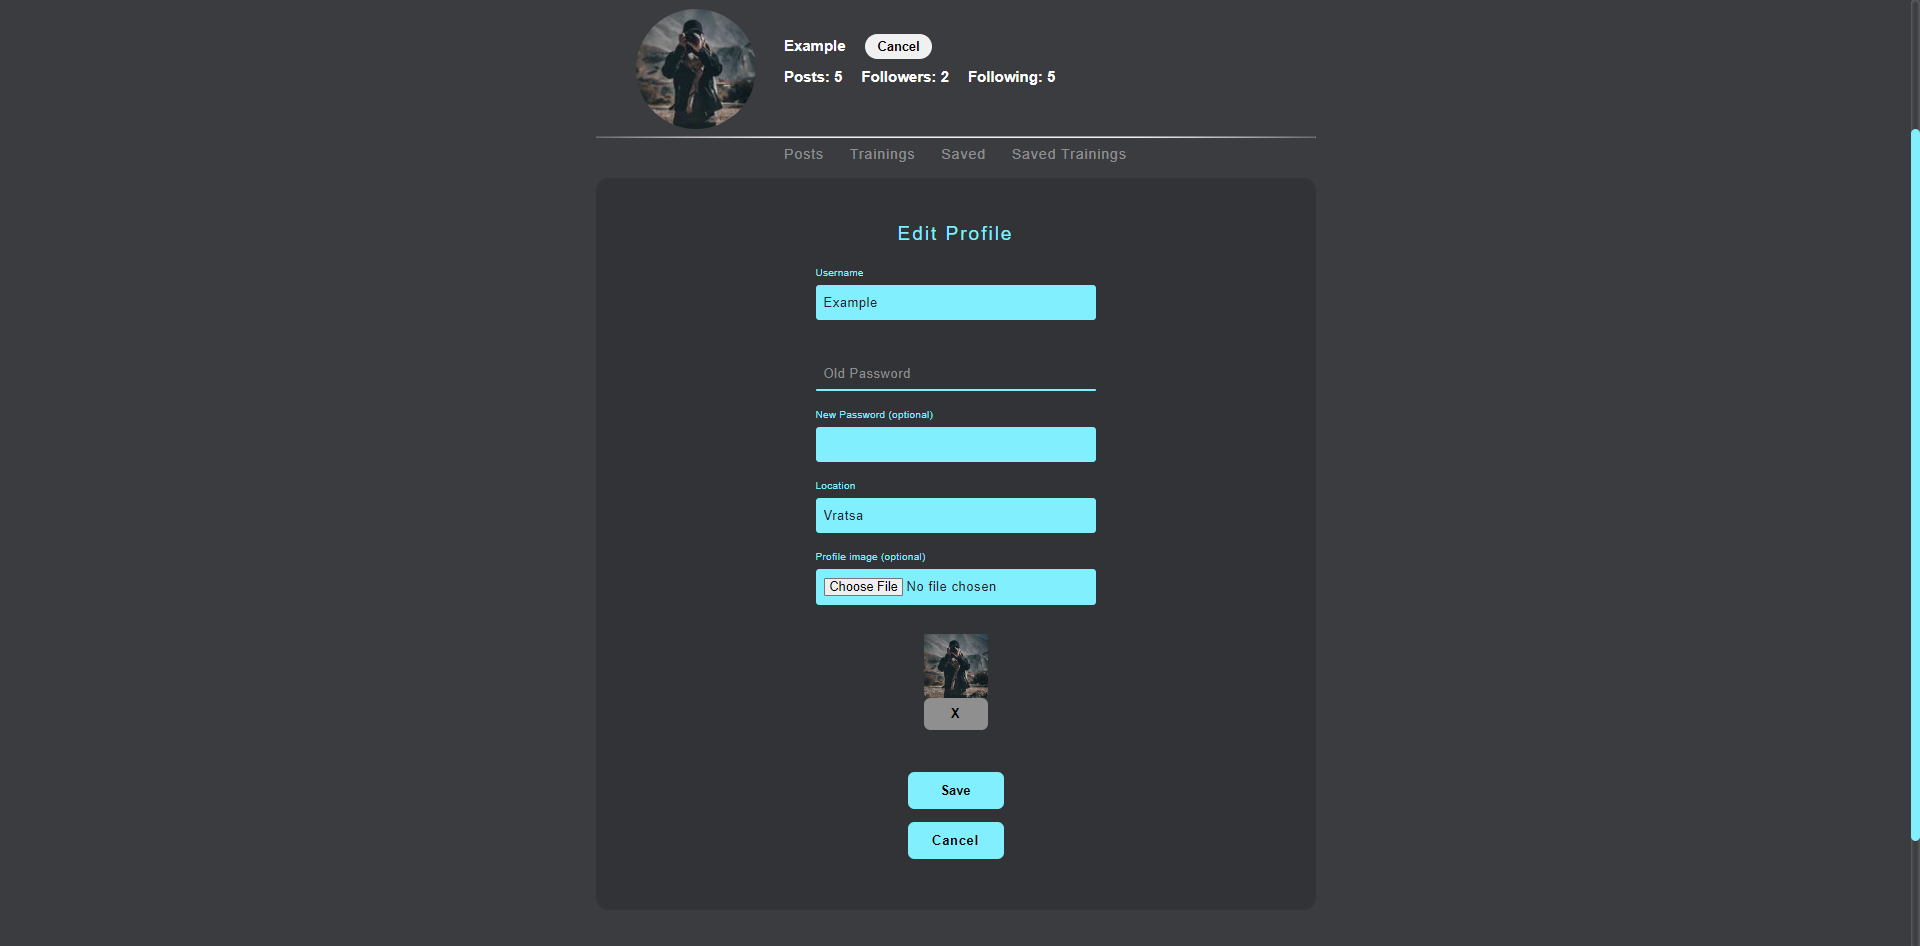 Example Cancel
Posts: 5 Followers: 2 Following: 5
Posts Trainings Saved Saved Trainings
Edit Profile
Username
Example
Old Password
New Password (optional)
Location
Vratsa
Profile image (optional)
Choose File No file chosen
X
Save
Cancel